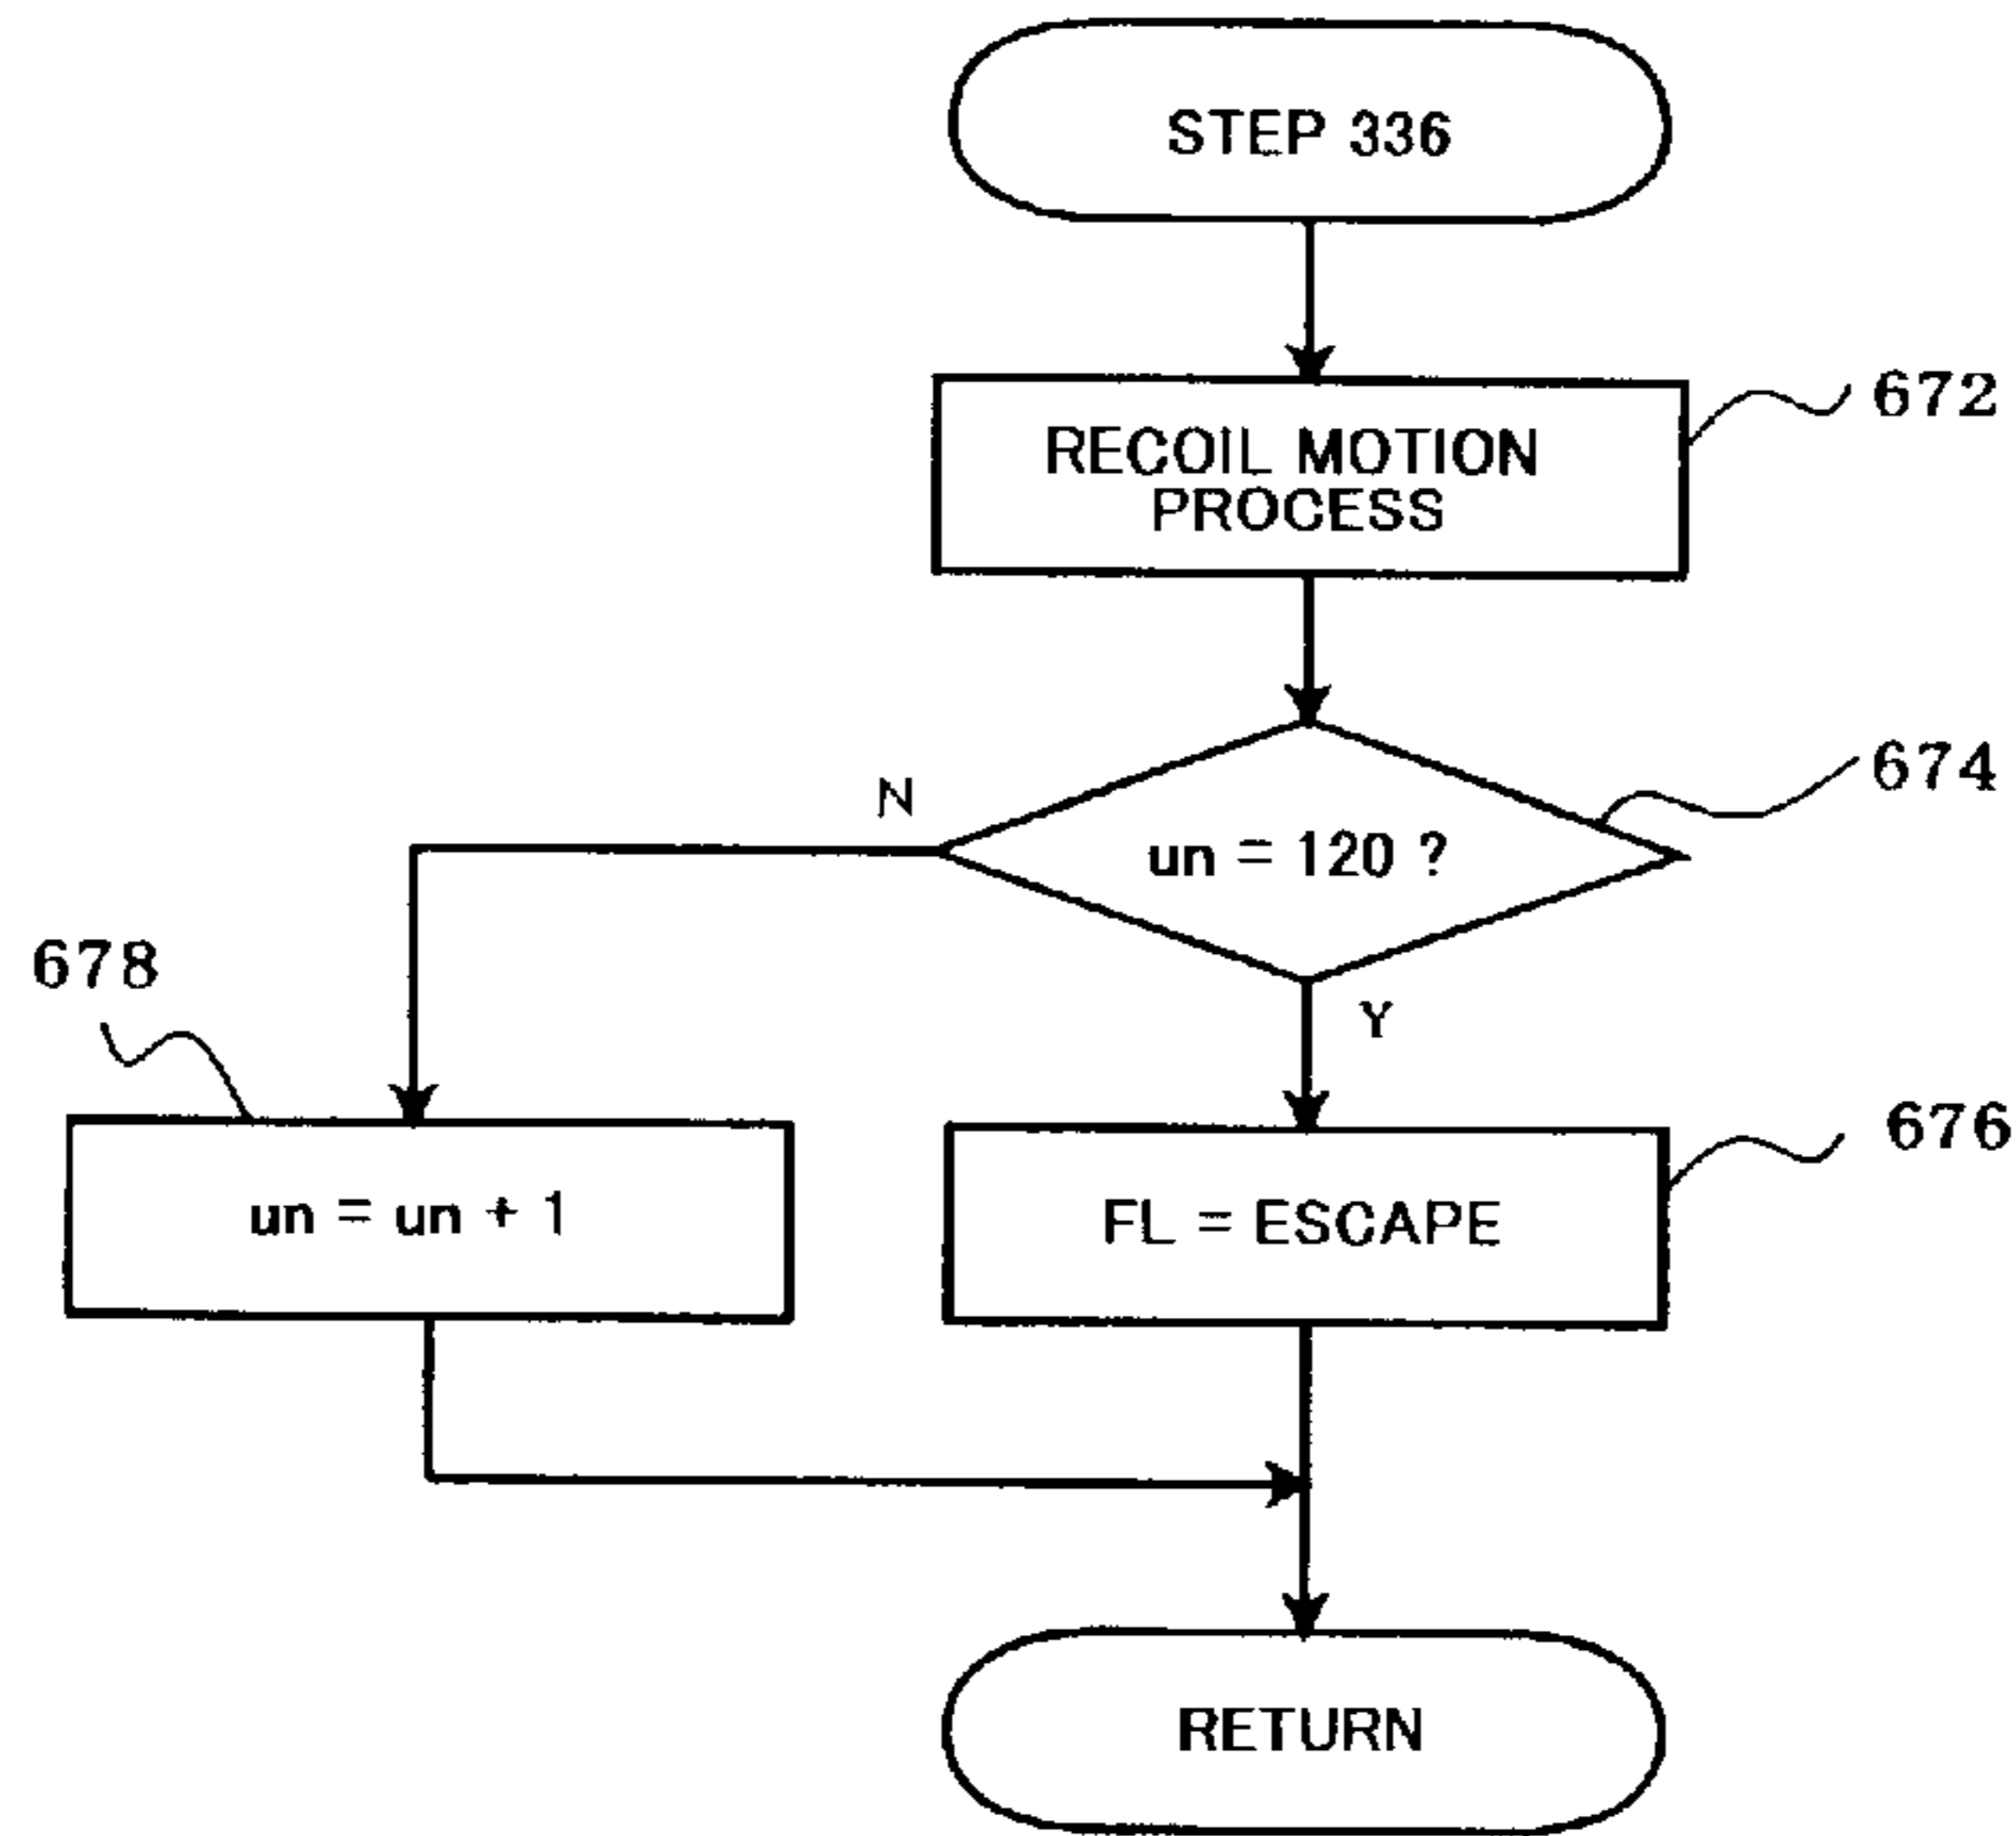 STEP 336
RECOIL MOTION
PROCESS
672
un = 120 ?
674
N
Y
678
un = un + 1
FL = ESCAPE
676
RETURN